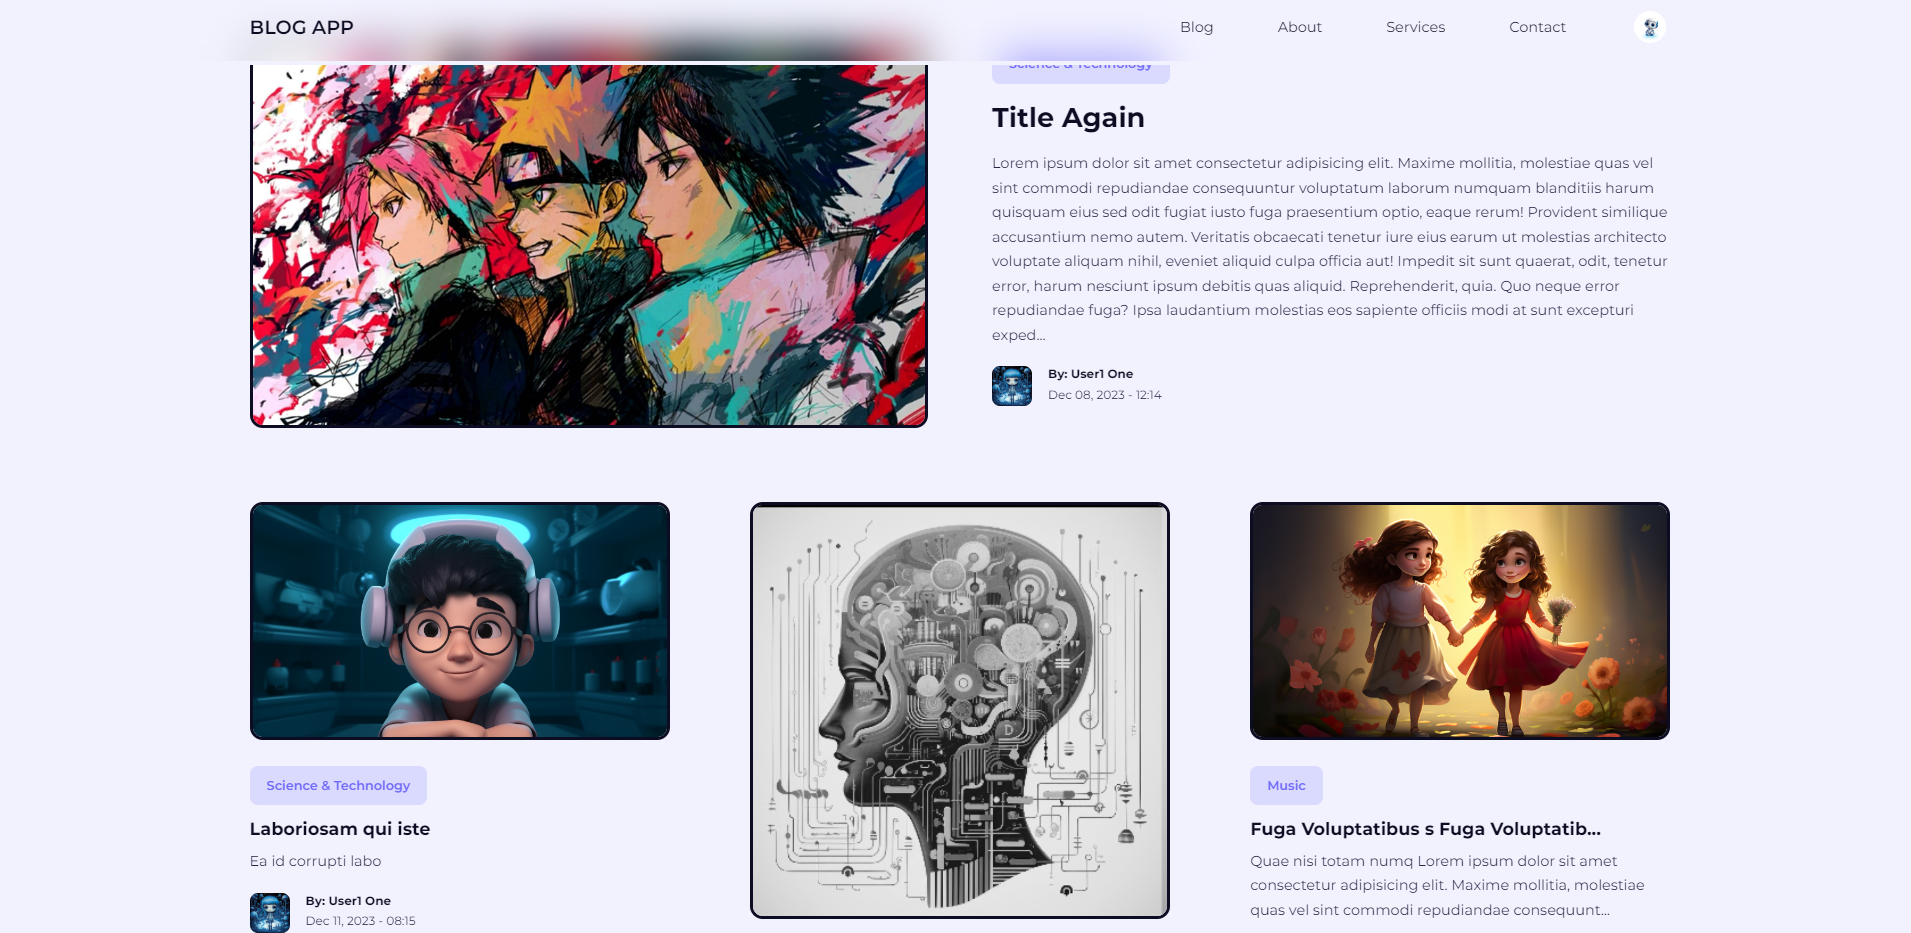 BLOG APP
Blog
About
Services
Contact
Science & Technology
Title Again
Lorem ipsum dolor sit amet consectetur adipisicing elit. Maxime mollitia, molestiae quas vel
sint commodi repudiandae consequuntur voluptatum laborum numquam blanditiis harum
quisquam eius sed odit fugiat iusto fuga praesentium optio, eaque rerum! Provident similique
accusantium nemo autem. Veritatis obcaecati tenetur iure eius earum ut molestias architecto
voluptate aliquam nihil, eveniet aliquid culpa officia aut! Impedit sit sunt quaerat, odit, tenetur
error, harum nesciunt ipsum debitis quas aliquid. Reprehenderit, quia. Quo neque error
repudiandae fuga? Ipsa laudantium molestias eos sapiente officiis modi at sunt excepturi
exped...
By: User1 One
Dec 08, 2023 - 12:14
Science & Technology
Laboriosam qui iste
Ea id corrupti labo
By: User1 One
Dec 11, 2023 - 08:15
Music
Fuga Voluptatibus s Fuga Voluptatib...
Quae nisi totam numq Lorem ipsum dolor sit amet
consectetur adipisicing elit. Maxime mollitia, molestiae
quas vel sint commodi repudiandae consequunt...